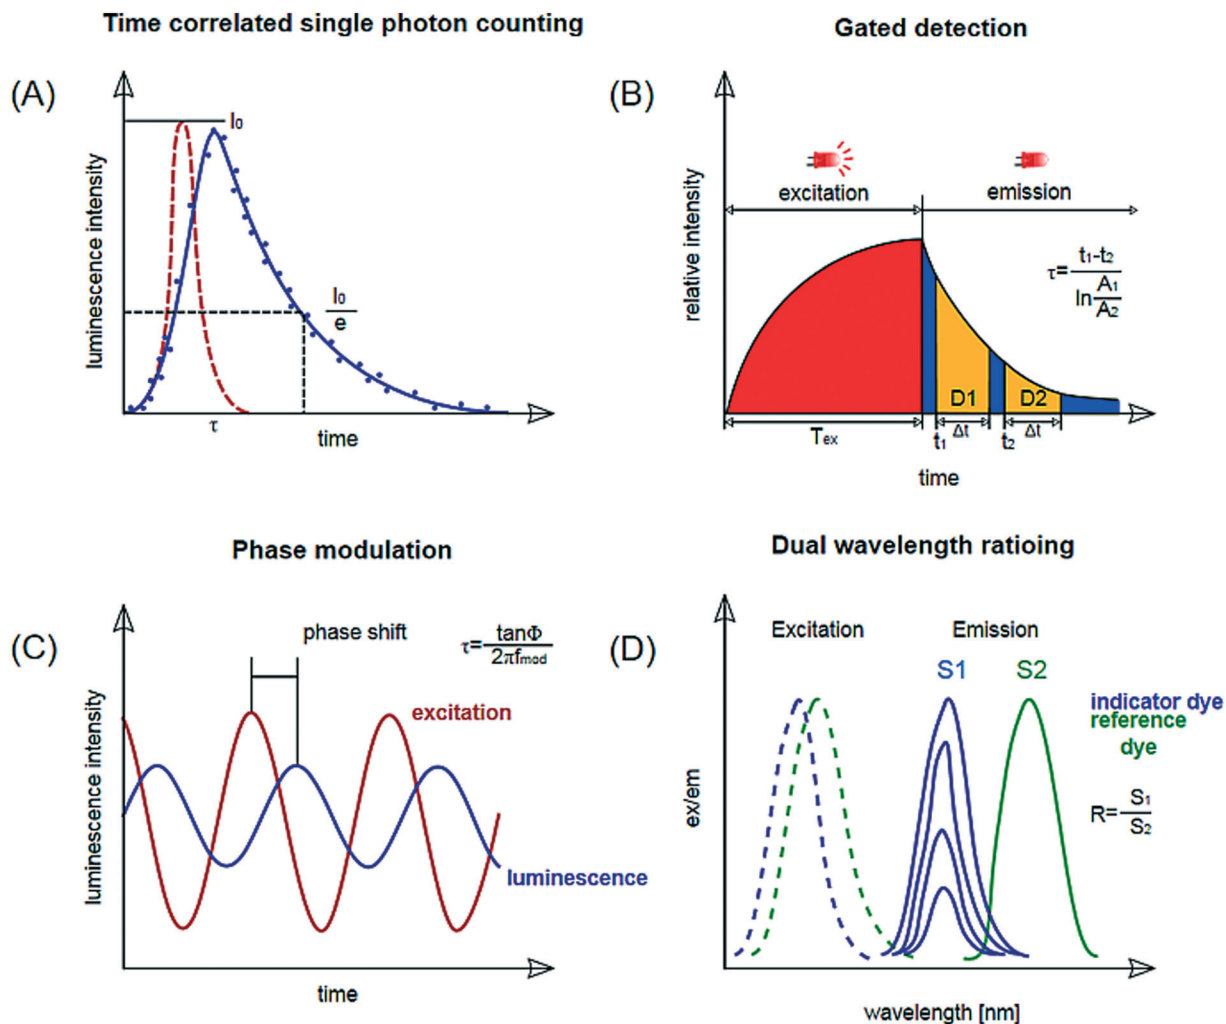 Time correlated single photon counting
(A)
I₀
I₀
e
luminescence intensity
τ
time
Gated detection
(B)
excitation
emission
τ=
t₁-t₂
ln
A₁
A₂
relative intensity
D1
D2
Tex
t₁
Δt
t₂
Δt
time
Phase modulation
(C)
phase shift
τ=
tanΦ
2πfmod
excitation
luminescence
luminescence intensity
time
Dual wavelength ratioing
(D)
Excitation
Emission
S1
S2
indicator dye
reference
dye
R=
S₁
S₂
ex/em
wavelength [nm]